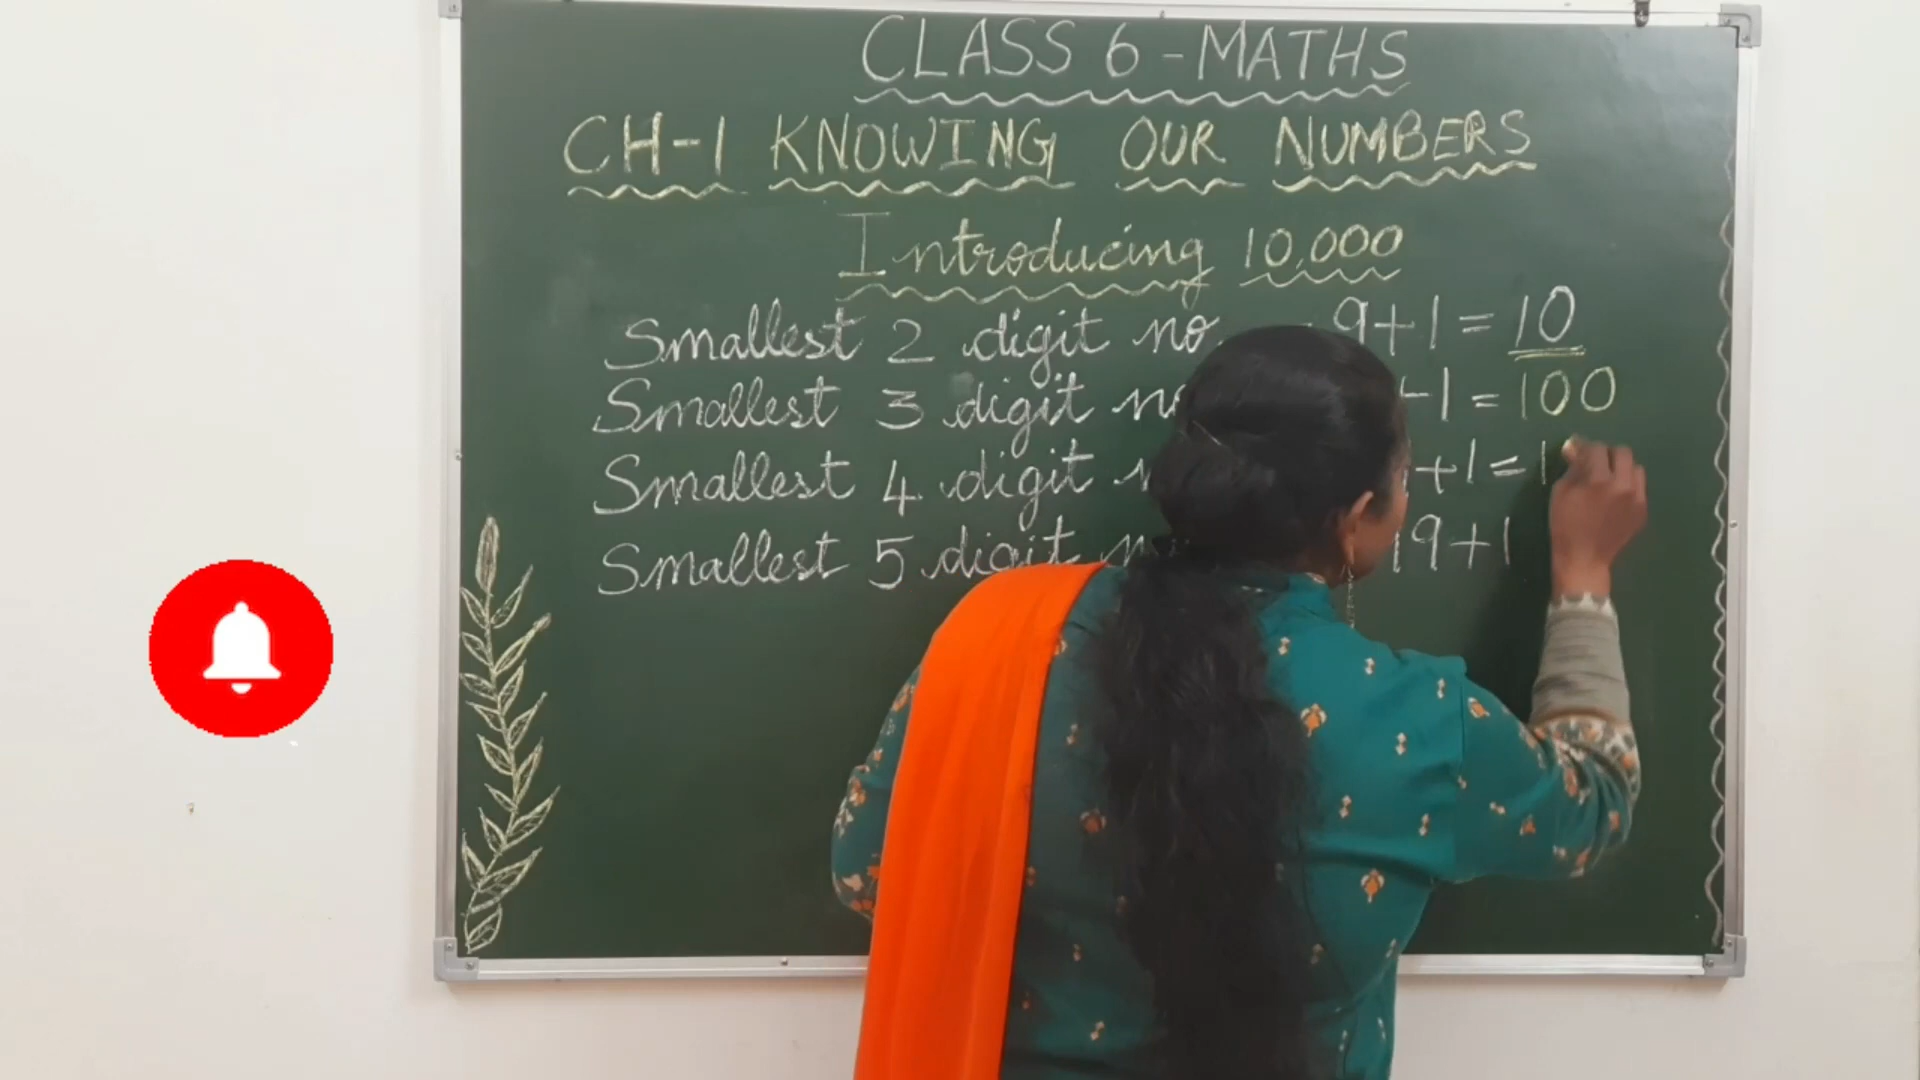 CLASS 6 - MATHS
CH-1 KNOWING OUR NUMBERS
Introducing 10,000
Smallest 2 digit no. - 9+1 = 10
Smallest 3 digit +1 = 100
Smallest 4 digit +1 = 1
Smallest 5 digit 9+1